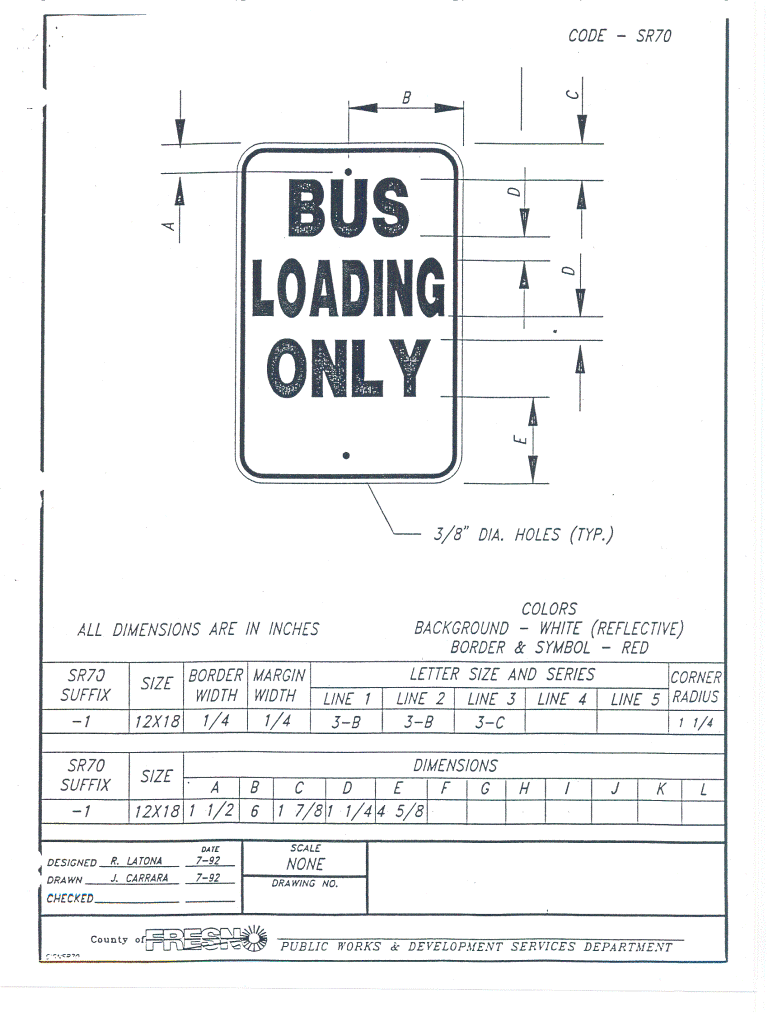 CODE - SR70
B
C
A
D
D
E
BUS
LOADING
ONLY
3/8" DIA. HOLES (TYP.)
ALL DIMENSIONS ARE IN INCHES
COLORS
BACKGROUND - WHITE (REFLECTIVE)
BORDER & SYMBOL - RED
SR70 SUFFIX SIZE BORDER WIDTH MARGIN WIDTH LETTER SIZE AND SERIES CORNER RADIUS
LINE 1 LINE 2 LINE 3 LINE 4 LINE 5
-1 12X18 1/4 1/4 3-B 3-B 3-C 1 1/4
SR70 SUFFIX SIZE DIMENSIONS
A B C D E F G H I J K L
-1 12X18 1 1/2 6 1 7/8 1 1/4 4 5/8
DATE
DESIGNED R. LATONA 7-92
DRAWN J. CARRARA 7-92
CHECKED
SCALE
NONE
DRAWING NO.
County of FRESNO
PUBLIC WORKS & DEVELOPMENT SERVICES DEPARTMENT